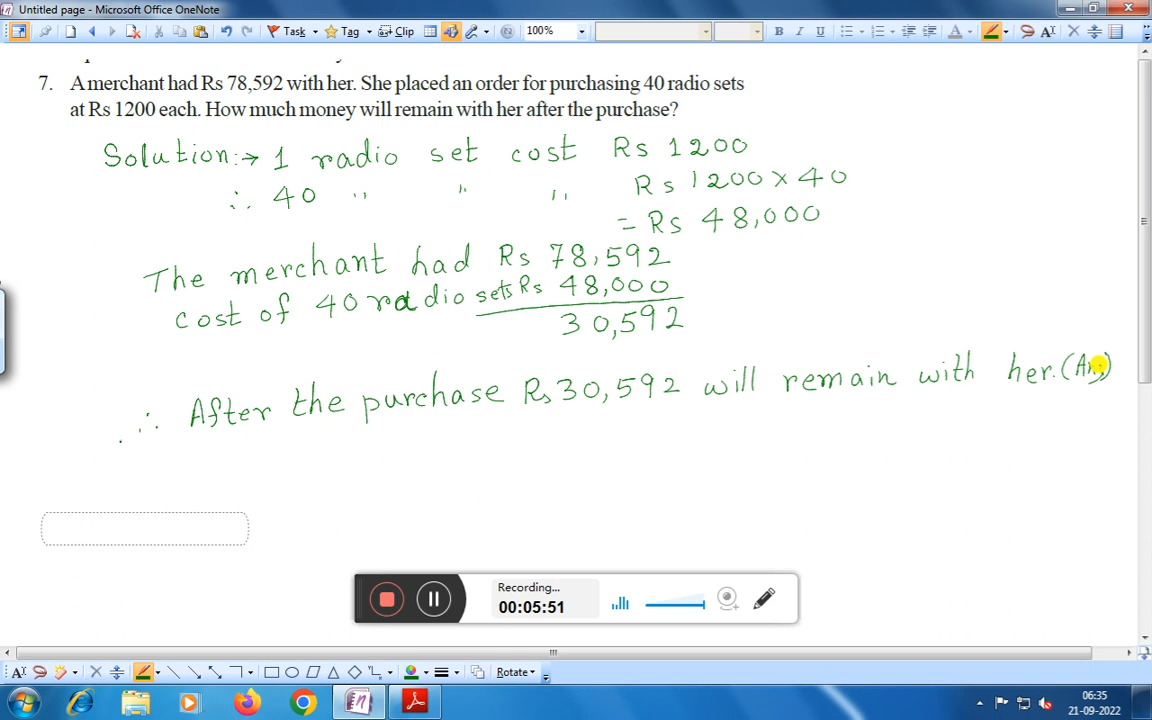 Untitled page - Microsoft Office OneNote
Task Tag Clip 100% B I U
7. A merchant had Rs 78,592 with her. She placed an order for purchasing 40 radio sets
at Rs 1200 each. How much money will remain with her after the purchase?
Solution:→ 1 radio set cost Rs 1200
∴ 40 " " " Rs 1200 × 40
= Rs 48,000
The merchant had Rs 78,592
cost of 40 radio sets Rs 48,000
30,592
∴ After the purchase Rs 30,592 will remain with her. (Ans)
Recording...
00:05:51
Rotate
06:35
21-09-2022